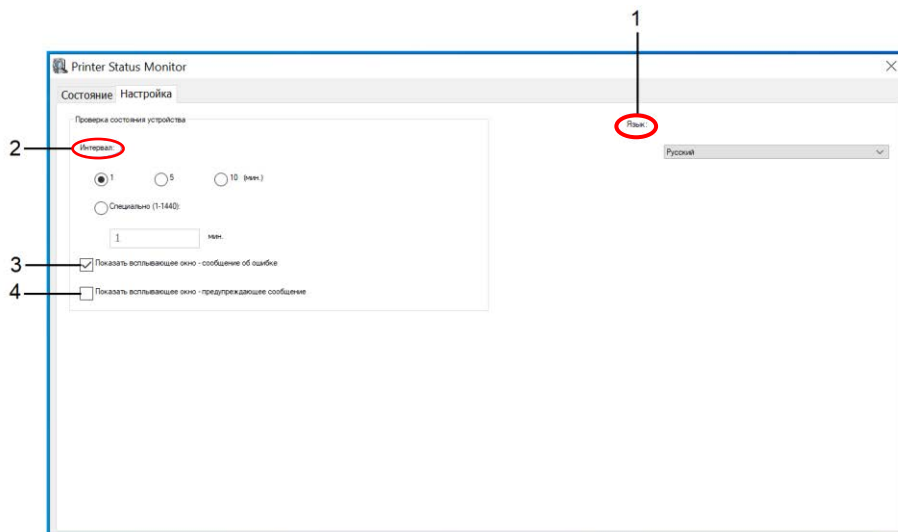 1
Printer Status Monitor
Состояние Настройка
Проверка состояния устройства
Язык:
2
Интервал:
Русский
1 5 10 (мин.)
Специально (1-1440):
1 мин.
3
Показать всплывающее окно - сообщение об ошибке
4
Показать всплывающее окно - предупреждающее сообщение